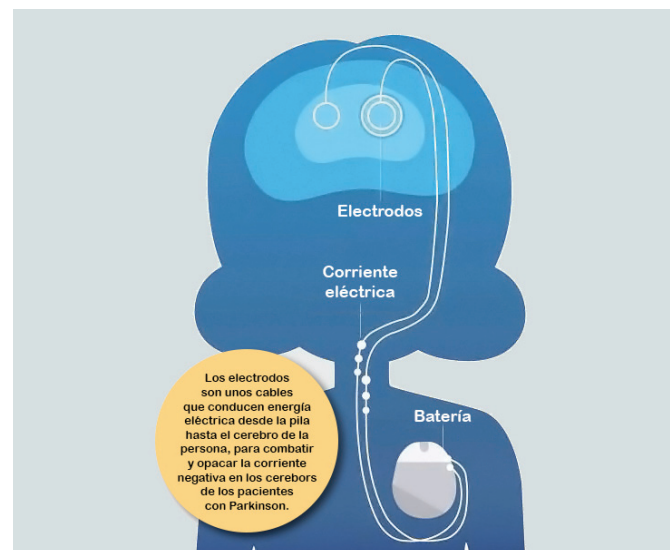 Electrodos
Corriente
eléctrica
Los electrodos
son unos cables
que conducen energía
eléctrica desde la pila
hasta el cerebro de la
persona, para combatir
y opacar la corriente
negativa en los cerebors
de los pacientes
con Parkinson.
Batería